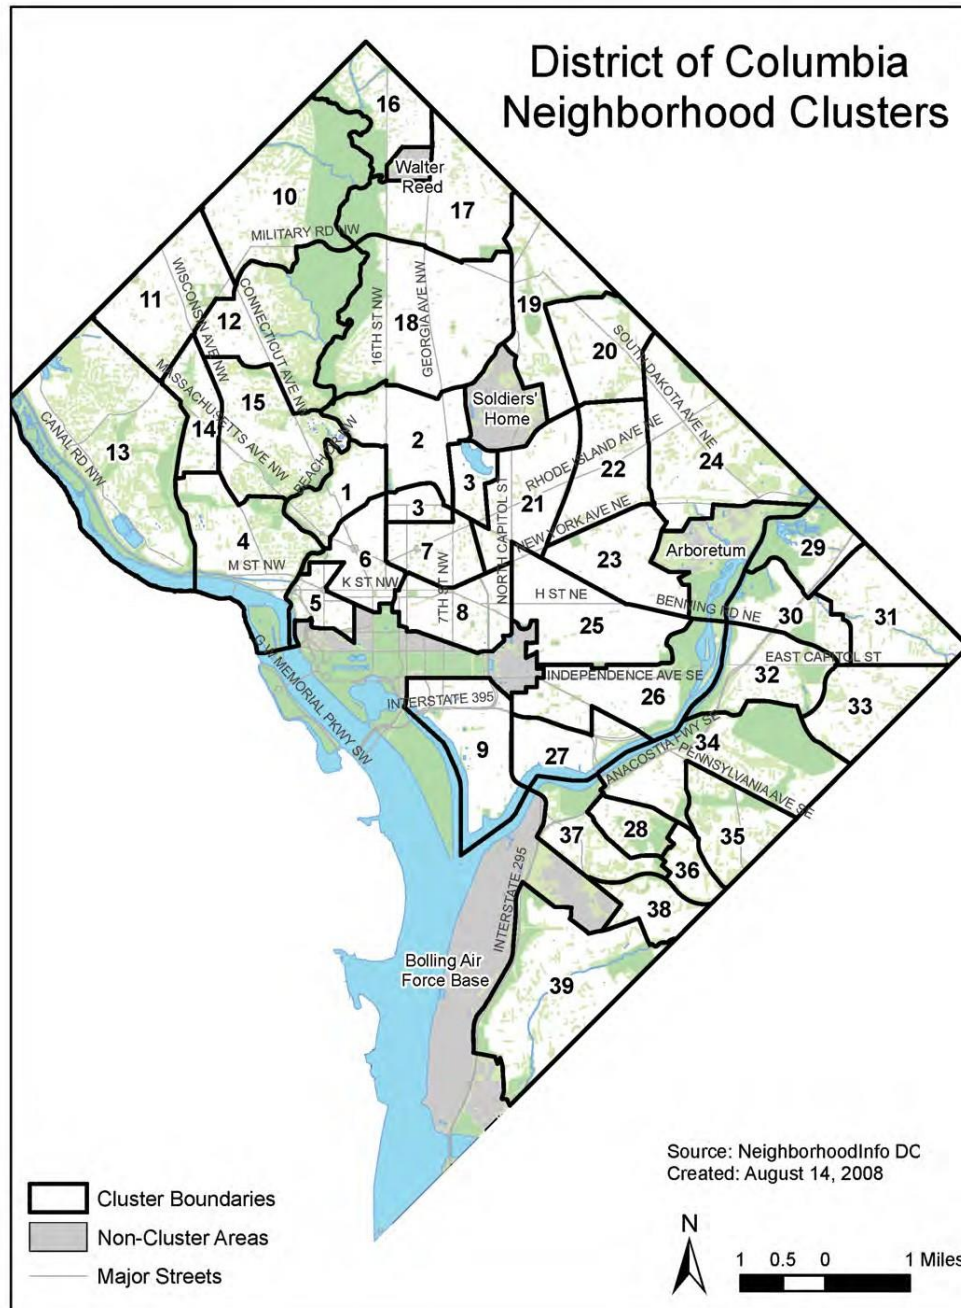 District of Columbia
Neighborhood Clusters
16
Walter
Reed
10
17
MILITARY RD NW
11
WISCONSIN AVE NW
CONNECTICUT AVE NW
12
16TH ST NW
GEORGIA AVE NW
18
19
20
SOUTH DAKOTA AVE NE
MASSACHUSETTS AVE NW
15
14
Soldiers'
Home
CANAL RD NW
13
BEACH DR NW
2
RHODE ISLAND AVE NE
22
24
1
3
3
NORTH CAPITOL ST
21
NEW YORK AVE NE
4
M ST NW
6
7
23
Arboretum
29
K ST NW
7TH ST NW
5
8
H ST NE
BENNING RD NE
30
31
25
EAST CAPITOL ST
G.W. MEMORIAL PKWY SW
INTERSTATE 395
INDEPENDENCE AVE SE
26
32
33
9
27
ANACOSTIA FWY SE
34
PENNSYLVANIA AVE SE
37
28
35
36
INTERSTATE 295
38
Bolling Air
Force Base
39
Source: NeighborhoodInfo DC
Created: August 14, 2008
Cluster Boundaries
Non-Cluster Areas
Major Streets
N
1 0.5 0 1 Miles